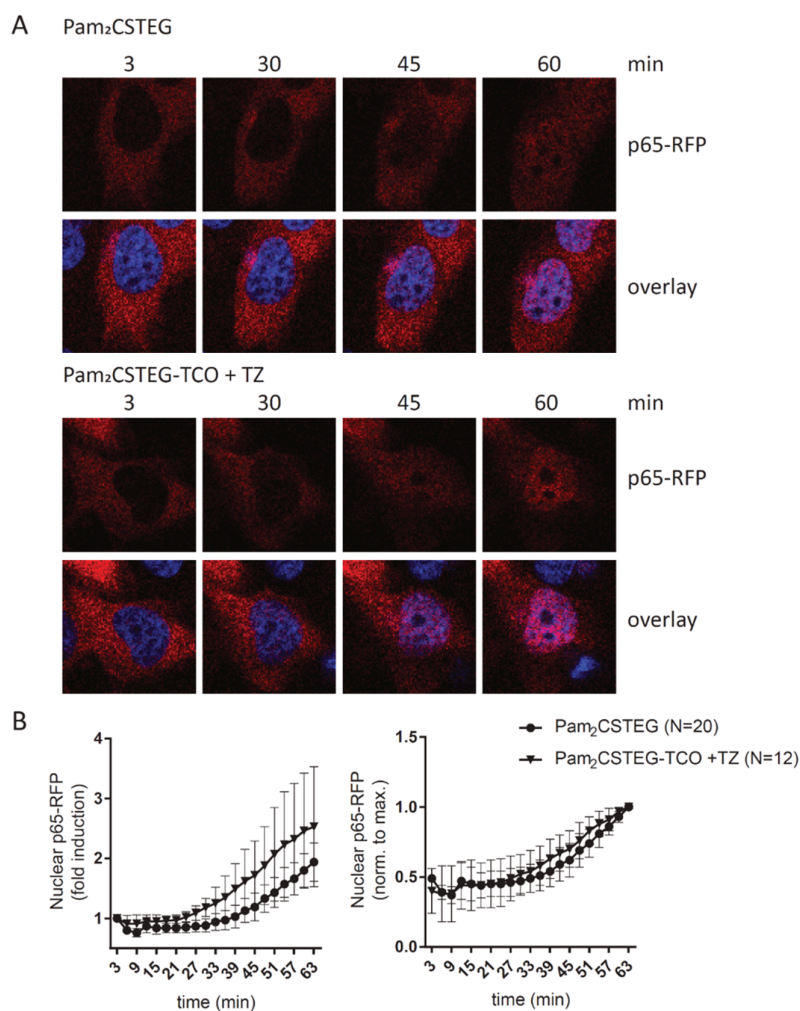 A
Pam₂CSTEG
3 30 45 60 min
p65-RFP
overlay
Pam₂CSTEG-TCO + TZ
3 30 45 60 min
p65-RFP
overlay
B
Pam₂CSTEG (N=20)
Pam₂CSTEG-TCO +TZ (N=12)
Nuclear p65-RFP
(fold induction)
4
3
2
1
3 9 15 21 27 33 39 45 51 57 63
time (min)
Nuclear p65-RFP
(norm. to max.)
1.5
1.0
0.5
0.0
3 9 15 21 27 33 39 45 51 57 63
time (min)